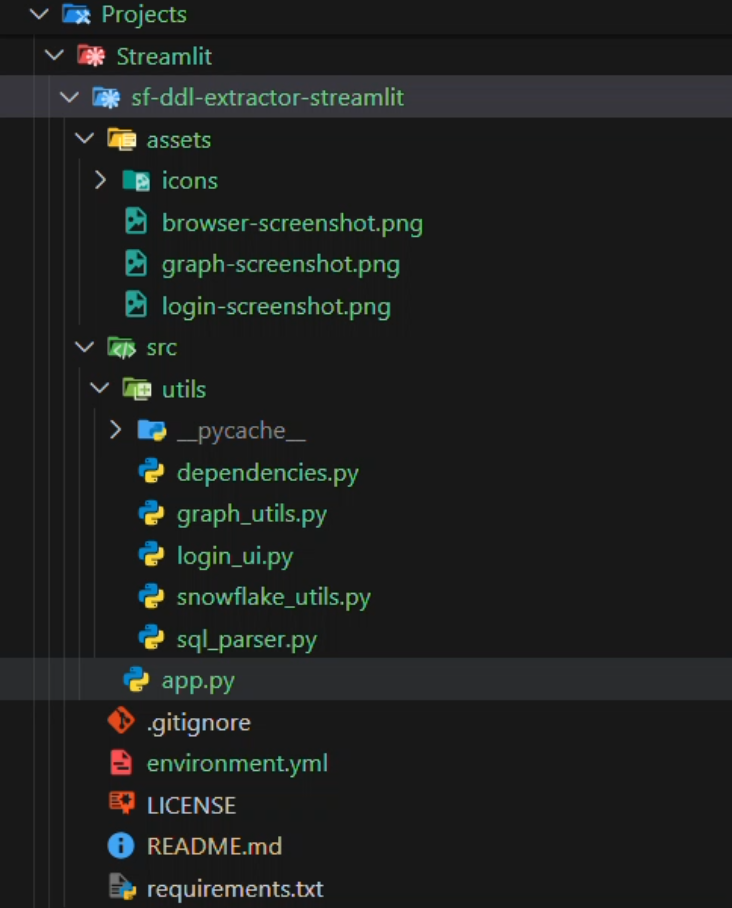 Projects
Streamlit
sf-ddl-extractor-streamlit
assets
icons
browser-screenshot.png
graph-screenshot.png
login-screenshot.png
src
utils
__pycache__
dependencies.py
graph_utils.py
login_ui.py
snowflake_utils.py
sql_parser.py
app.py
.gitignore
environment.yml
LICENSE
README.md
requirements.txt